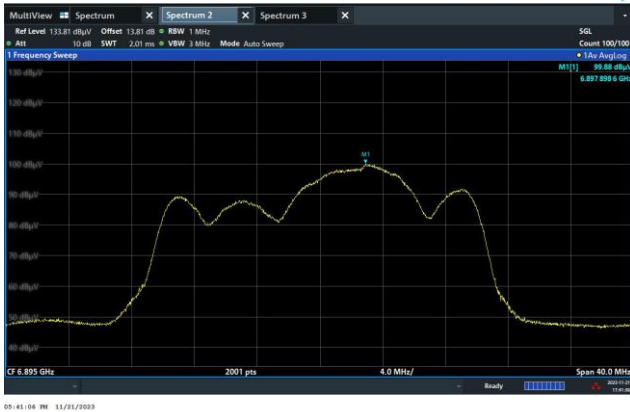 MultiView Spectrum X Spectrum 2 X Spectrum 3 X
Ref Level 133.81 dBµV Offset 13.81 dB RBW 1 MHz SGL
Att 10 dB SWT 2.01 ms VBW 3 MHz Mode Auto Sweep Count 100/100
1 Frequency Sweep 1Av AvgLog
M1[1] 99.88 dBµV
6.897 898 6 GHz
130 dBµV
120 dBµV
110 dBµV
M1
100 dBµV
90 dBµV
80 dBµV
70 dBµV
60 dBµV
50 dBµV
40 dBµV
CF 6.895 GHz 2001 pts 4.0 MHz/ Span 40.0 MHz
Ready 2023-11-21
05:41:06 PM 11/21/2023